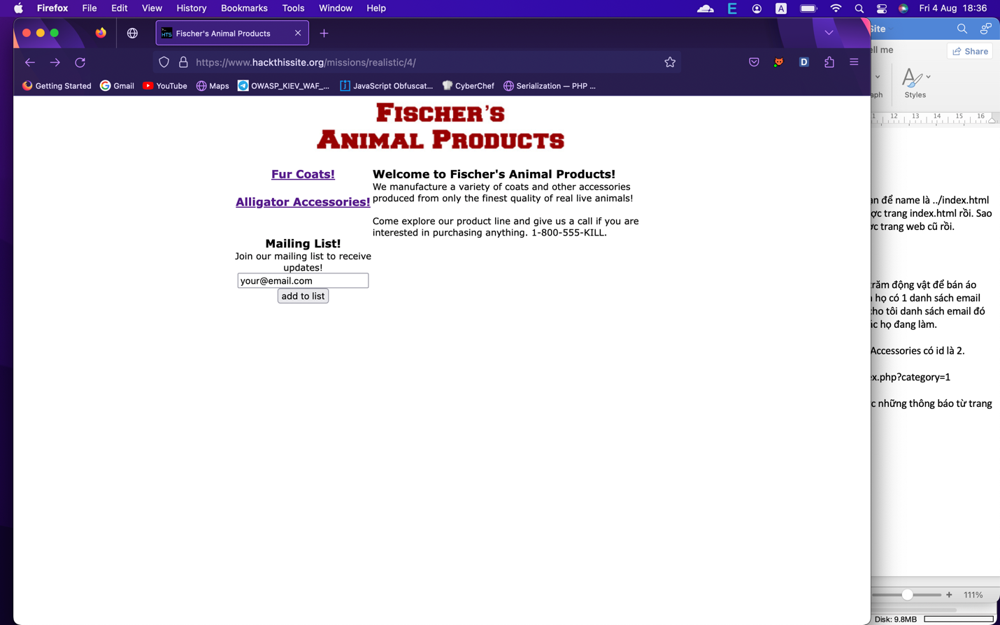 Firefox File Edit View History Bookmarks Tools Window Help E A Fri 4 Aug 18:36
HTS Fischer's Animal Products
https://www.hackthissite.org/missions/realistic/4/
D
Getting Started Gmail YouTube Maps OWASP_KIEV_WAF_... JavaScript Obfuscat... CyberChef Serialization — PHP ...
FISCHER'S
ANIMAL PRODUCTS
Fur Coats!
Alligator Accessories!
Mailing List!
Join our mailing list to receive
updates!
your@email.com
add to list
Welcome to Fischer's Animal Products!
We manufacture a variety of coats and other accessories
produced from only the finest quality of real live animals!
Come explore our product line and give us a call if you are
interested in purchasing anything. 1-800-555-KILL.
Site
ell me
Share
aph
Styles
1 12 13 14 15 16
an để name là ../index.html
ợc trang index.html rồi. Sao
ợc trang web cũ rồi.
trăm động vật để bán áo
họ có 1 danh sách email
cho tôi danh sách email đó
ác họ đang làm.
Accessories có id là 2.
ex.php?category=1
những thông báo từ trang
111%
Disk: 9.8MB